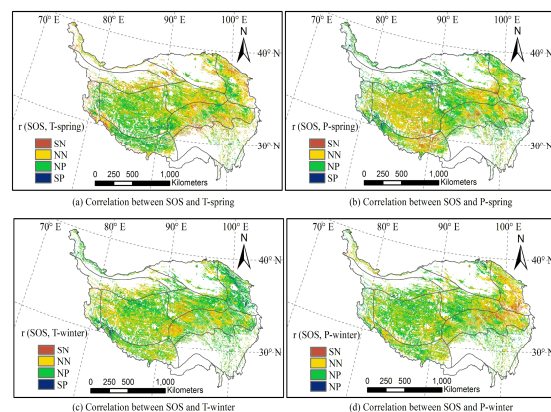 70° E 80° E 90° E 100° E
N
40° N
30° N
r (SOS, T-spring)
SN
NN
NP
SP
0 250 500 1,000
Kilometers
(a) Correlation between SOS and T-spring
70° E 80° E 90° E 100° E
N
40° N
30° N
r (SOS, P-spring)
SN
NN
NP
SP
0 250 500 1,000
Kilometers
(b) Correlation between SOS and P-spring
70° E 80° E 90° E 100° E
N
40° N
30° N
r (SOS, T-winter)
SN
NN
NP
SP
0 250 500 1,000
Kilometers
(c) Correlation between SOS and T-winter
70° E 80° E 90° E 100° E
N
40° N
30° N
r (SOS, P-winter)
SN
NN
NP
SP
0 250 500 1,000
Kilometers
(d) Correlation between SOS and P-winter